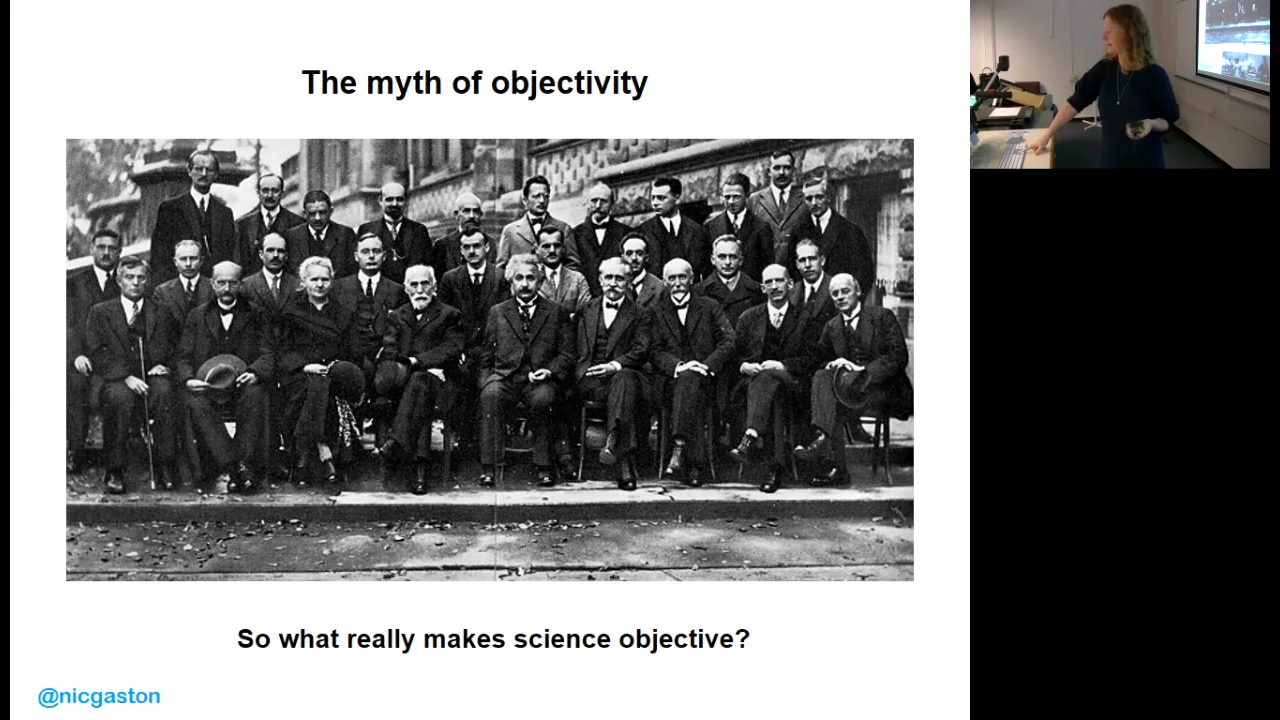 The myth of objectivity
So what really makes science objective?
@nicgaston